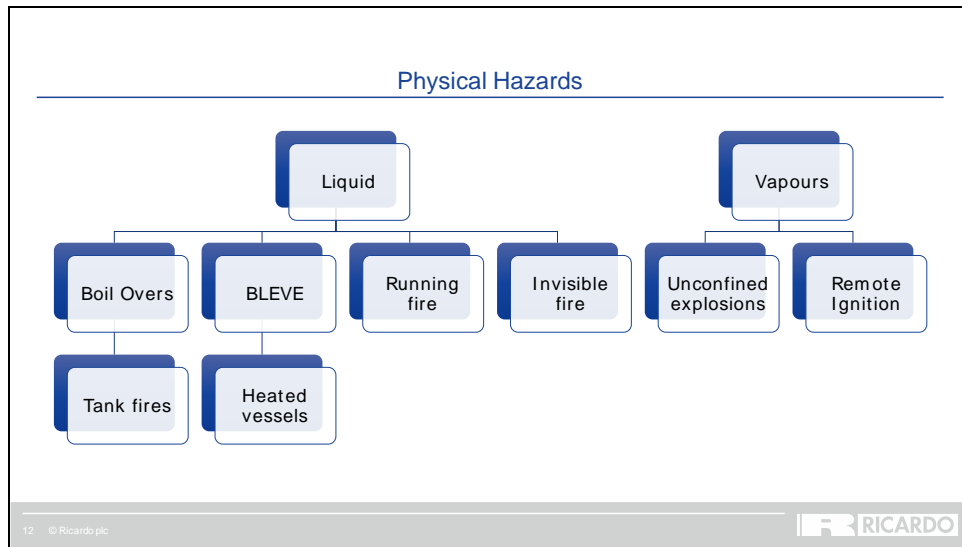 Physical Hazards
Liquid
Vapours
Boil Overs
BLEVE
Running
fire
Invisible
fire
Unconfined
explosions
Remote
Ignition
Tank fires
Heated
vessels
12 © Ricardo plc
RICARDO